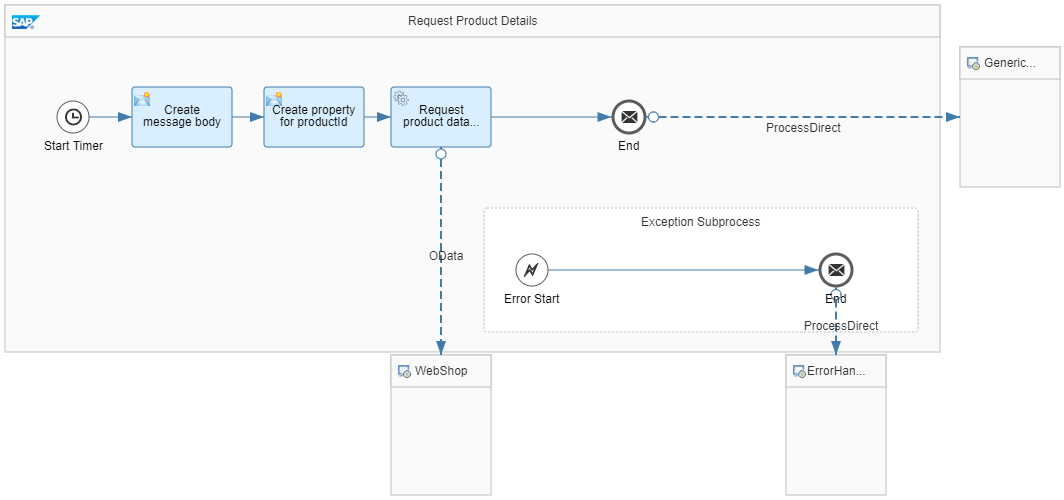 SAP
Request Product Details
Generic...
Create
message body
Create property
for productId
Request
product data...
Start Timer
End
ProcessDirect
Exception Subprocess
OData
Error Start
End
ProcessDirect
WebShop
ErrorHan...